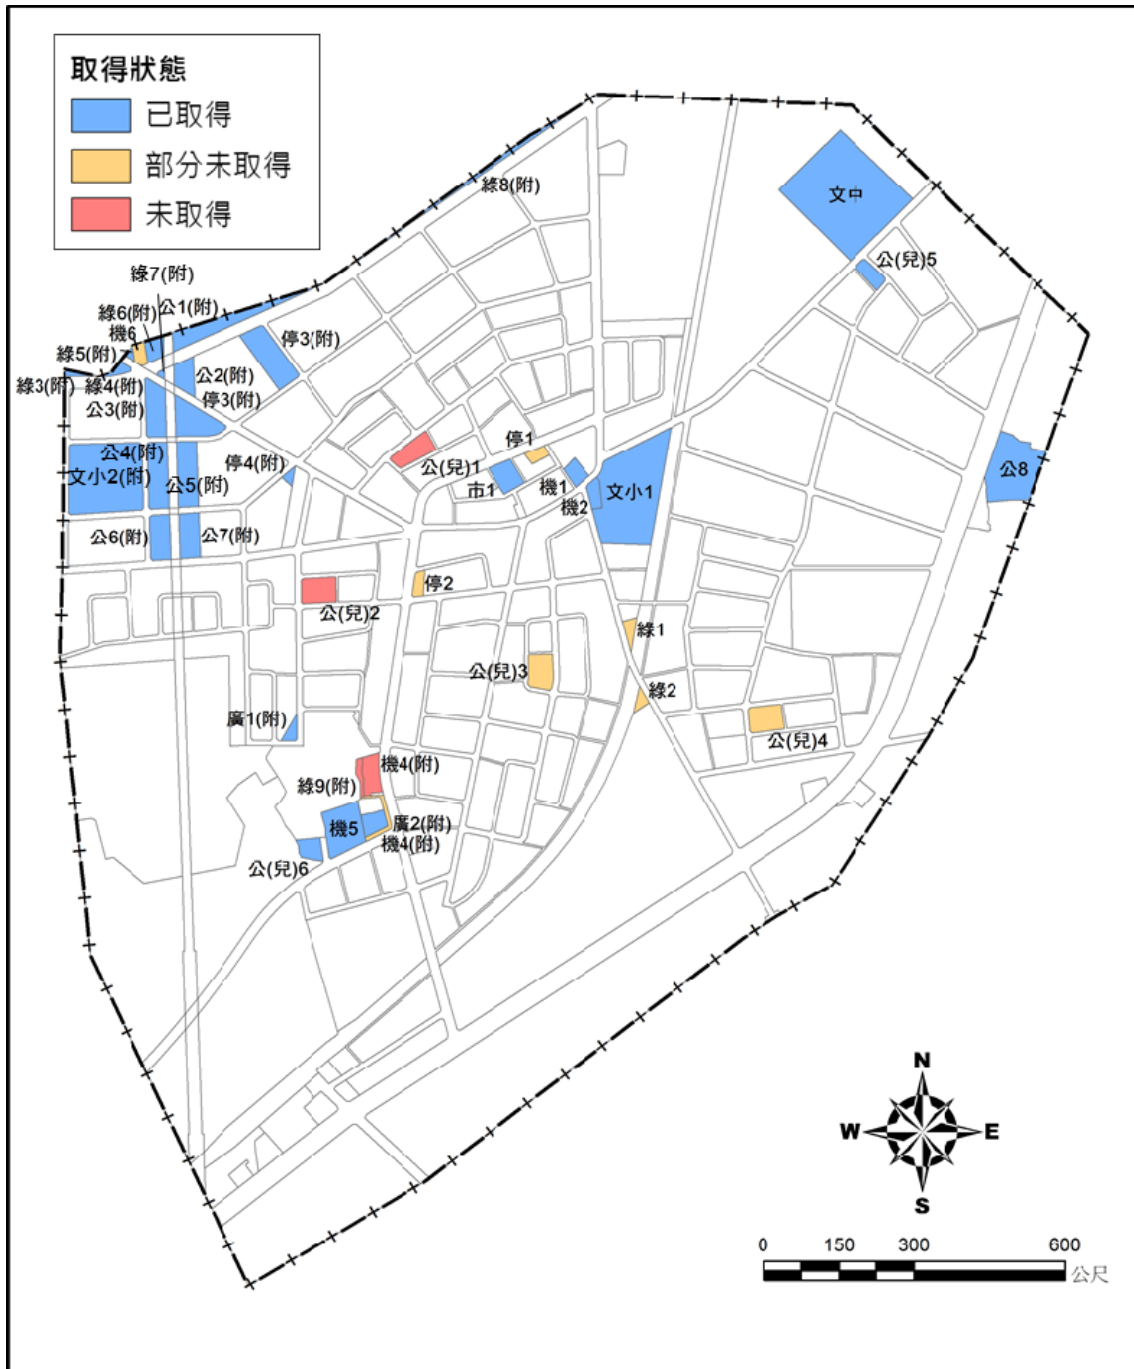 取得狀態
已取得
部分未取得
未取得
綠8(附)
文中
公(兒)5
綠7(附)
綠6(附)
公1(附)
機6
停3(附)
綠5(附)
綠3(附)
綠4(附)
公2(附)
公3(附)
停3(附)
公4(附)
停4(附)
停1
公(兒)1
文小2(附)
公5(附)
市1
機1
文小1
公8
機2
公6(附)
公7(附)
停2
公(兒)2
綠1
公(兒)3
綠2
廣1(附)
公(兒)4
機4(附)
綠9(附)
機5
廣2(附)
機4(附)
公(兒)6
N
W
E
S
0 150 300 600
公尺